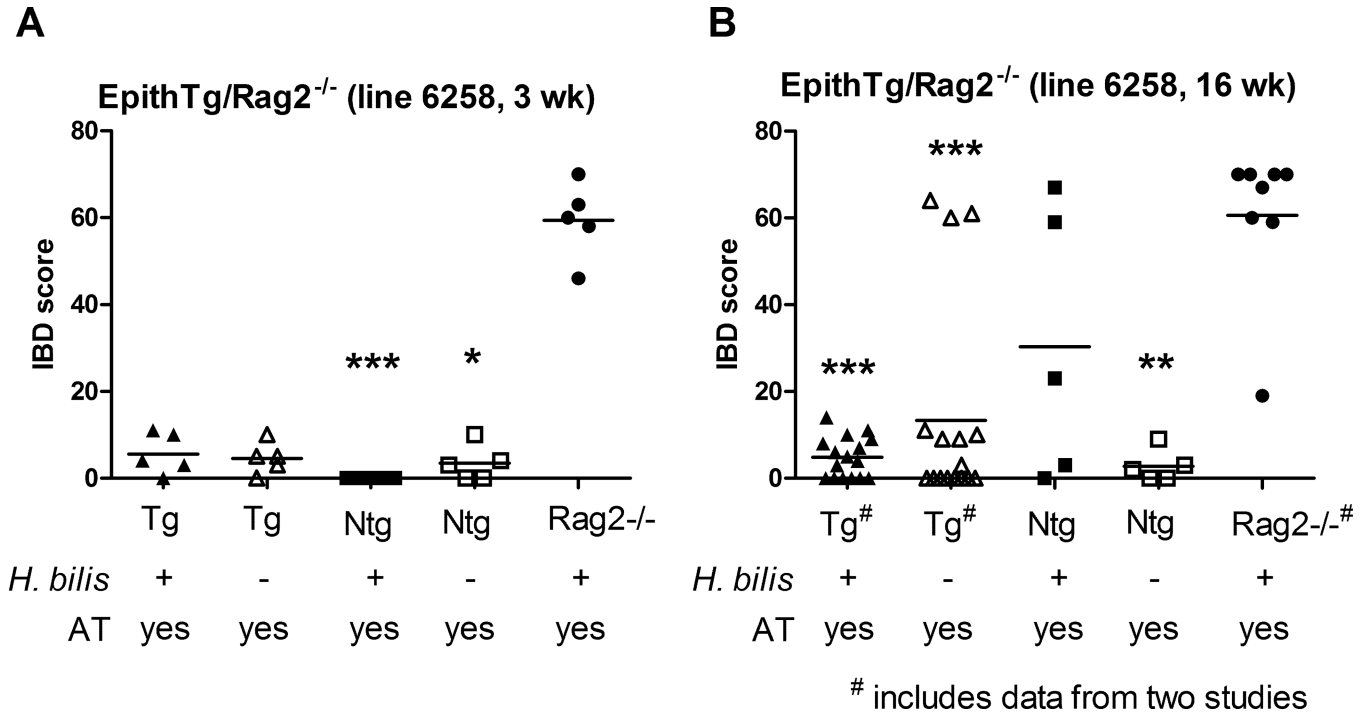 A
EpithTg/Rag2-/- (line 6258, 3 wk)
IBD score
80
60
40
20
0
***
*
Tg Tg Ntg Ntg Rag2-/-
H. bilis + - + - +
AT yes yes yes yes yes
B
EpithTg/Rag2-/- (line 6258, 16 wk)
IBD score
80
60
40
20
0
***
***
**
Tg# Tg# Ntg Ntg Rag2-/-#
H. bilis + - + - +
AT yes yes yes yes yes
# includes data from two studies